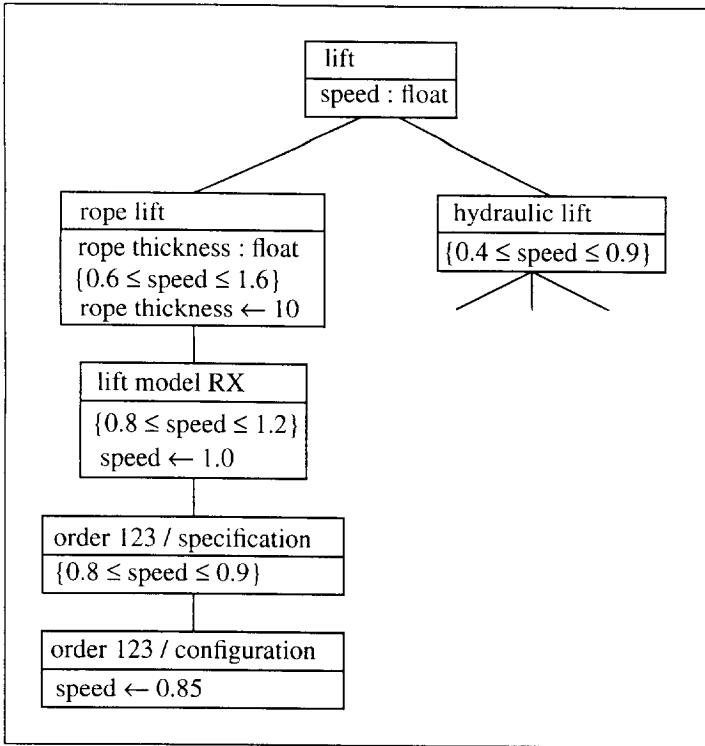 lift
speed : float
rope lift
rope thickness : float
{0.6 ≤ speed ≤ 1.6}
rope thickness ← 10
hydraulic lift
{0.4 ≤ speed ≤ 0.9}
lift model RX
{0.8 ≤ speed ≤ 1.2}
speed ← 1.0
order 123 / specification
{0.8 ≤ speed ≤ 0.9}
order 123 / configuration
speed ← 0.85